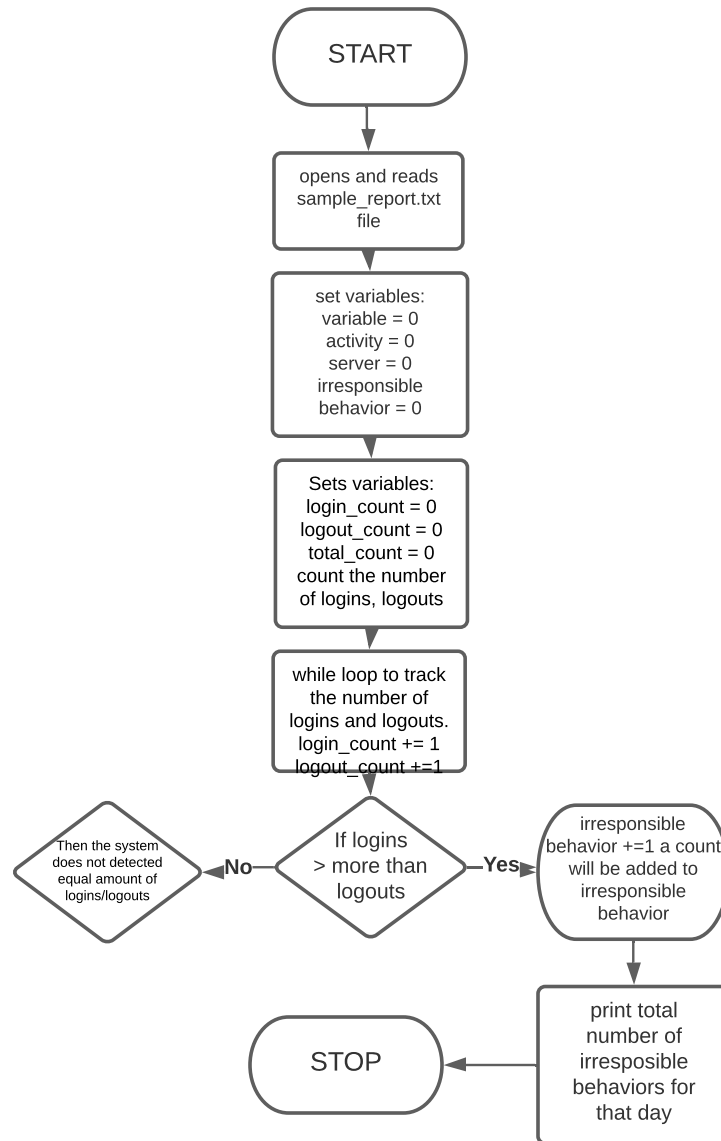 START
opens and reads
sample_report.txt
file
set variables:
variable = 0
activity = 0
server = 0
irresponsible
behavior = 0
Sets variables:
login_count = 0
logout_count = 0
total_count = 0
count the number
of logins, logouts
while loop to track
the number of
logins and logouts.
login_count += 1
logout_count +=1
If logins
> more than
logouts
No
Then the system
does not detected
equal amount of
logins/logouts
Yes
irresponsible
behavior +=1 a count
will be added to
irresponsible
behavior
print total
number of
irresposible
behaviors for
that day
STOP